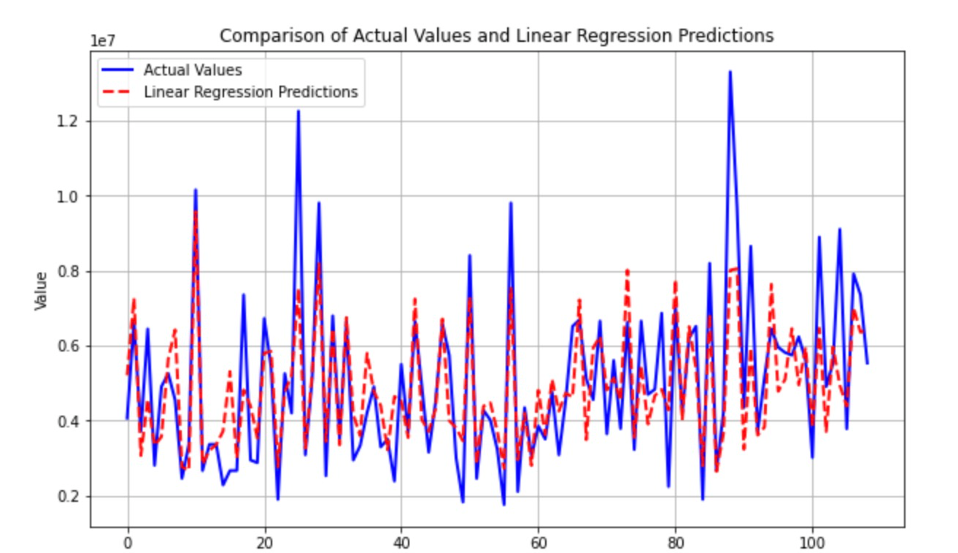 Comparison of Actual Values and Linear Regression Predictions
1e7
Actual Values
Linear Regression Predictions
1.2
1.0
0.8
0.6
0.4
0.2
Value
0 20 40 60 80 100